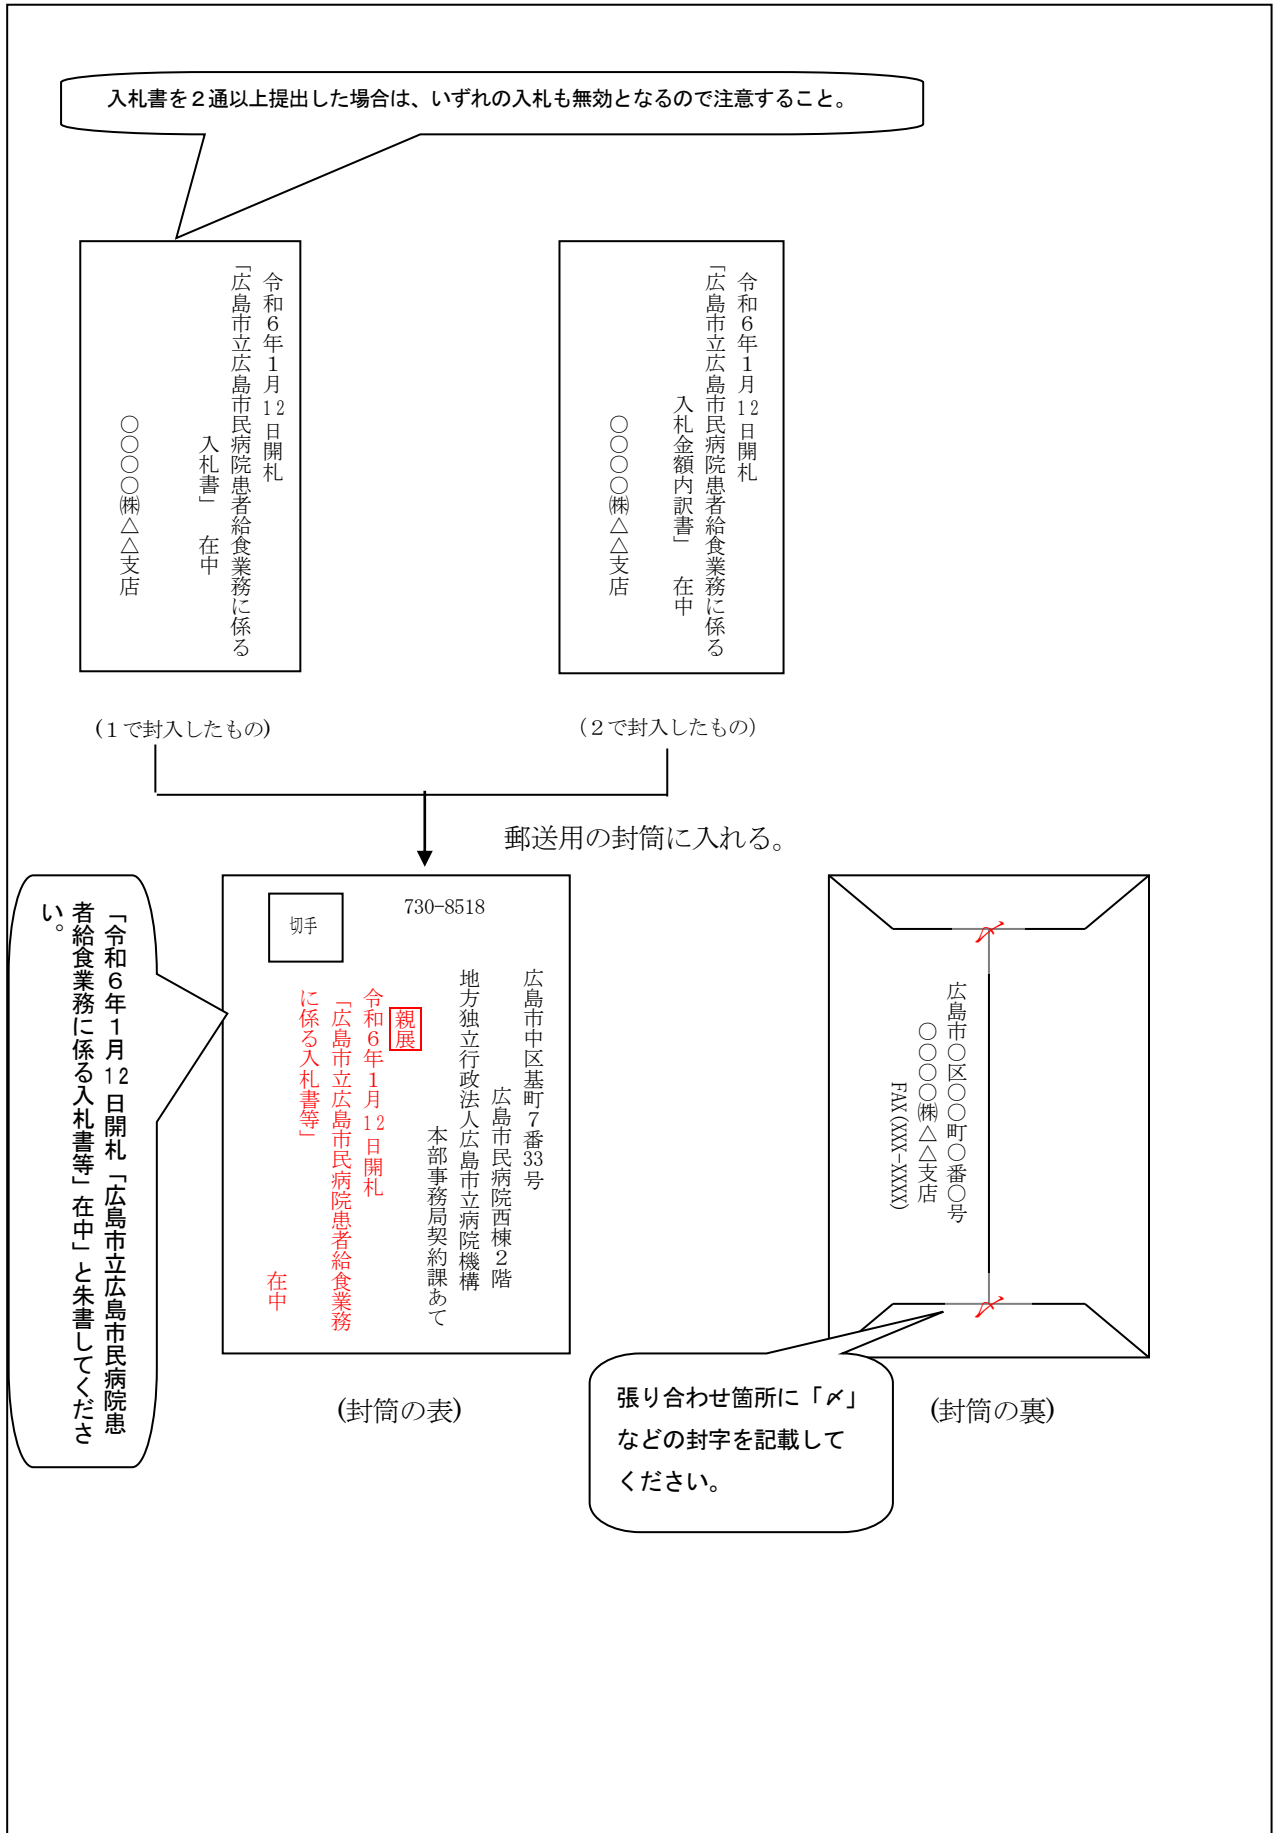 入札書を２通以上提出した場合は、いずれの入札も無効となるので注意すること。
令和６年１月12日開札
「広島市立広島市民病院患者給食業務に係る
入札書」　在中
○○○○㈱△△支店
令和６年１月12日開札
「広島市立広島市民病院患者給食業務に係る
入札金額内訳書」　在中
○○○○㈱△△支店
(１で封入したもの)
(２で封入したもの)
郵送用の封筒に入れる。
「令和６年１月12日開札「広島市立広島市民病院患
者給食業務に係る入札書等」在中」と朱書してくださ
い。
切手
730-8518
広島市中区基町７番33号
広島市民病院西棟２階
地方独立行政法人広島市立病院機構
本部事務局契約課あて
親展
令和６年１月12日開札
「広島市立広島市民病院患者給食業務
に係る入札書等」
在中
(封筒の表)
〆
広島市○区○○町○番○号
○○○○㈱△△支店
FAX(XXX-XXXX)
〆
張り合わせ箇所に「〆」
などの封字を記載して
ください。
(封筒の裏)